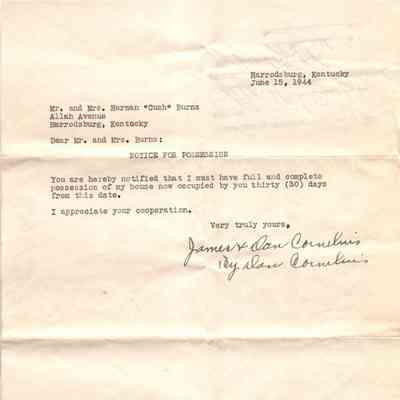 Harrodsburg, Kentucky
June 15, 1944
Mr. and Mrs. Herman "Cush" Burns
Allah Avenue
Harrodsburg, Kentucky
Dear Mr. and Mrs. Burns:
NOTICE FOR POSSESSION
You are hereby notified that I must have full and complete
possession of my house now occupied by you thirty (30) days
from this date.
I appreciate your cooperation.
Very truly yours,
James & Dan Cornelius
By Dan Cornelius